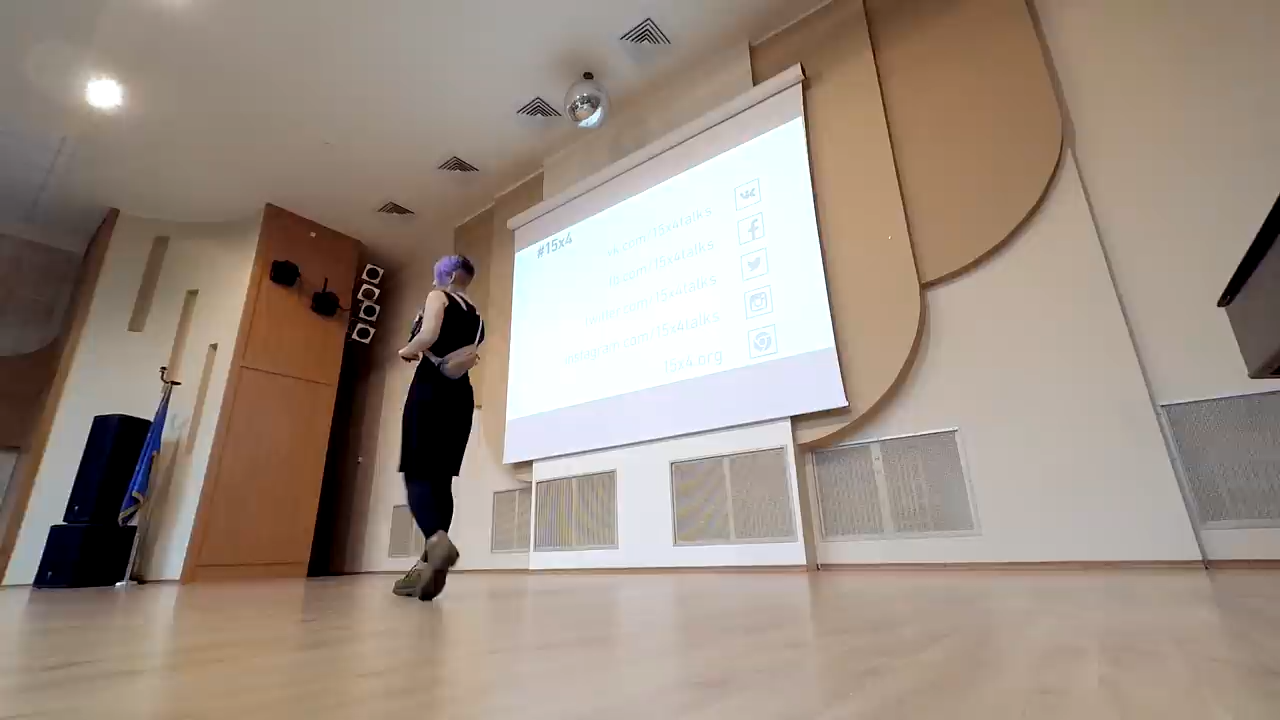 #15x4
vk.com/15x4talks
fb.com/15x4talks
twitter.com/15x4talks
instagram.com/15x4talks
15x4.org